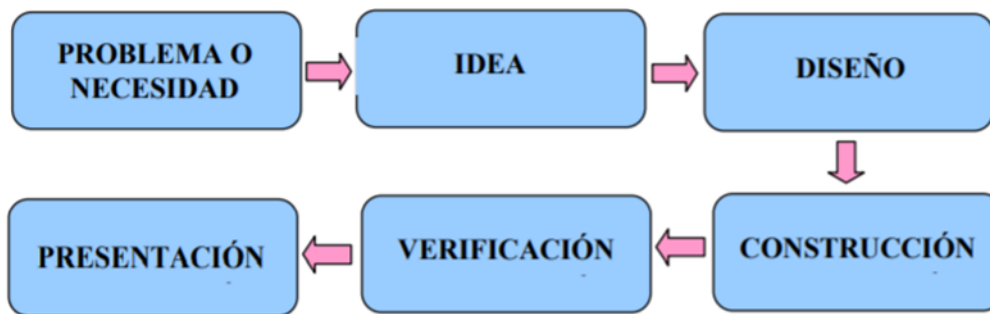 PROBLEMA O
NECESIDAD
IDEA
DISEÑO
CONSTRUCCIÓN
VERIFICACIÓN
PRESENTACIÓN